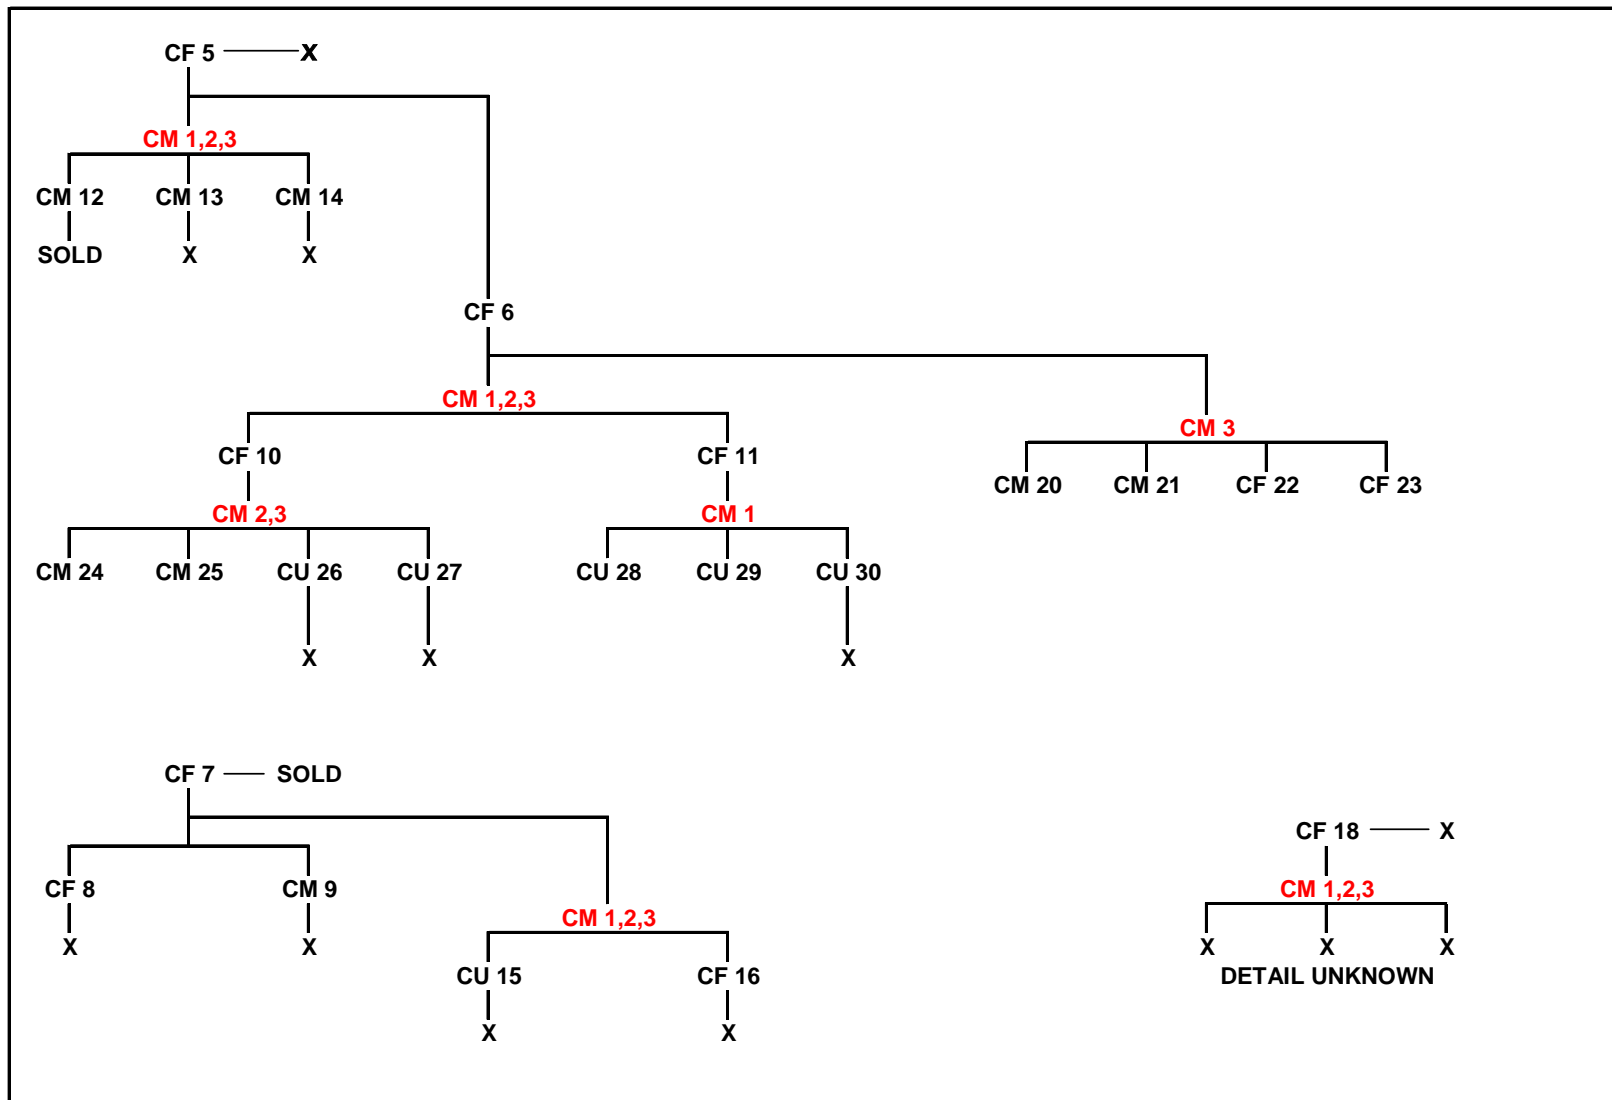 CF 5 X
CM 1,2,3
CM 12 CM 13 CM 14
SOLD X X
CF 6
CM 1,2,3
CM 3
CF 10 CF 11
CM 20 CM 21 CF 22 CF 23
CM 2,3 CM 1
CM 24 CM 25 CU 26 CU 27 CU 28 CU 29 CU 30
X X X
CF 7 SOLD
CF 18 X
CF 8 CM 9 CM 1,2,3
CM 1,2,3
X X X X X
CU 15 CF 16 DETAIL UNKNOWN
X X